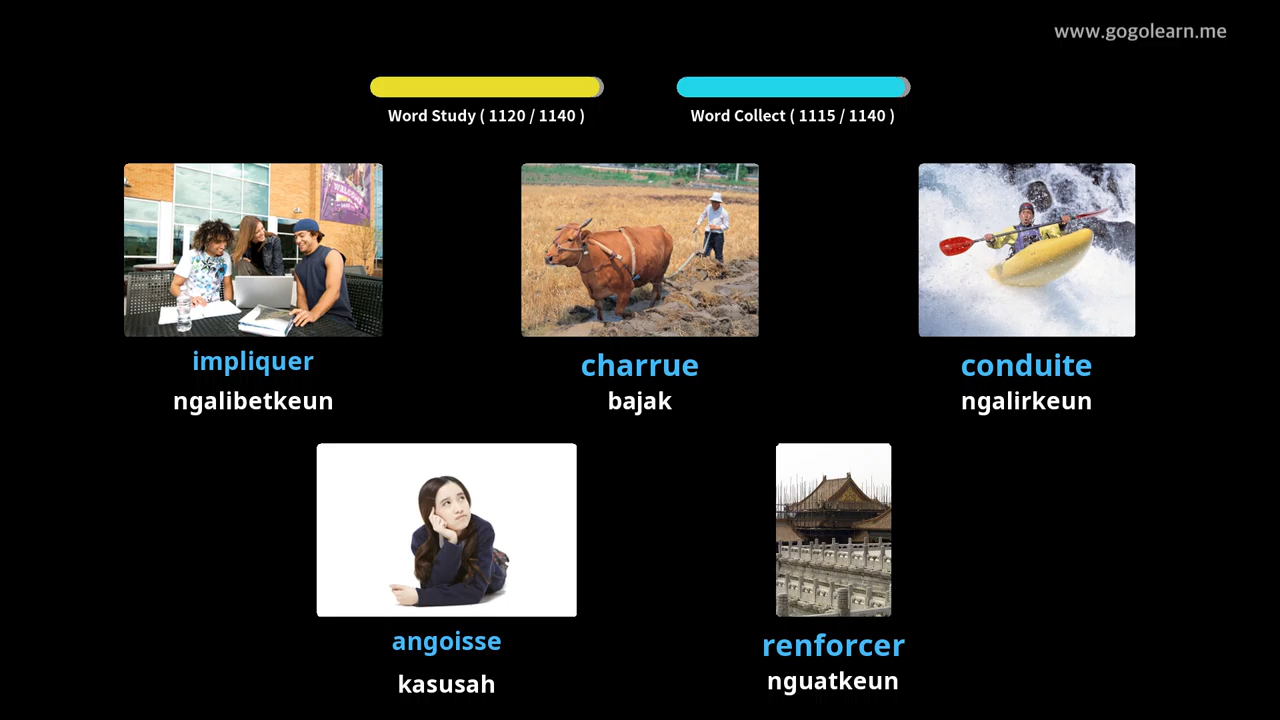 www.gogolearn.me
Word Study ( 1120 / 1140 )
Word Collect ( 1115 / 1140 )
impliquer
ngalibetkeun
charrue
bajak
conduite
ngalirkeun
angoisse
kasusah
renforcer
nguatkeun